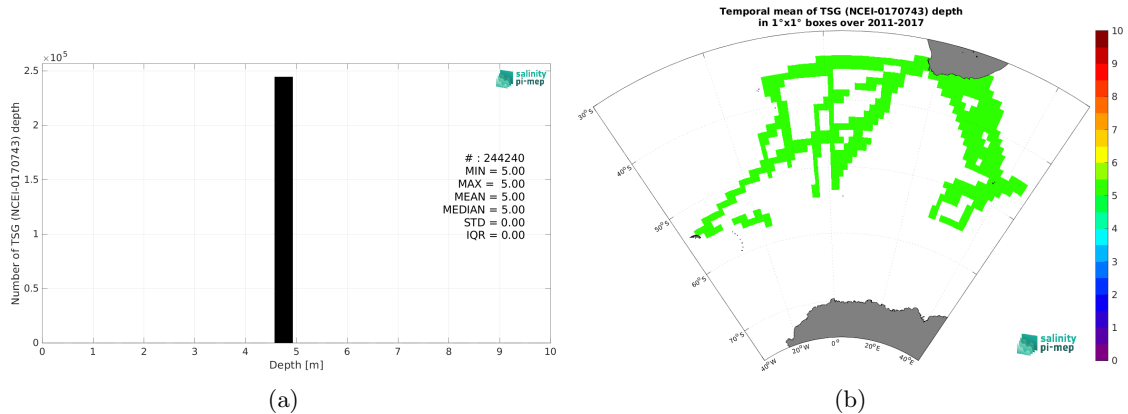 ×10⁵
2.5
2
1.5
1
0.5
0
Number of TSG (NCEI-0170743) depth
salinity
pi-mep
# : 244240
MIN = 5.00
MAX = 5.00
MEAN = 5.00
MEDIAN = 5.00
STD = 0.00
IQR = 0.00
0 1 2 3 4 5 6 7 8 9 10
Depth [m]
(a)
Temporal mean of TSG (NCEI-0170743) depth
in 1°x1° boxes over 2011-2017
30°S
40°S
50°S
60°S
70°S
40°W
20°W
0°
20°E
40°E
10
9
8
7
6
5
4
3
2
1
0
salinity
pi-mep
(b)